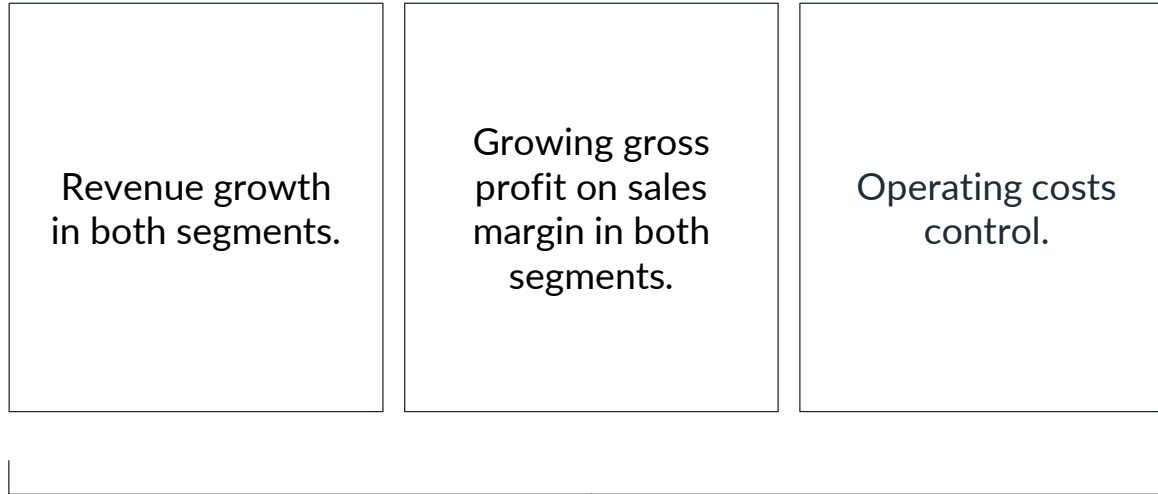 Revenue growth
in both segments.
Growing gross
profit on sales
margin in both
segments.
Operating costs
control.